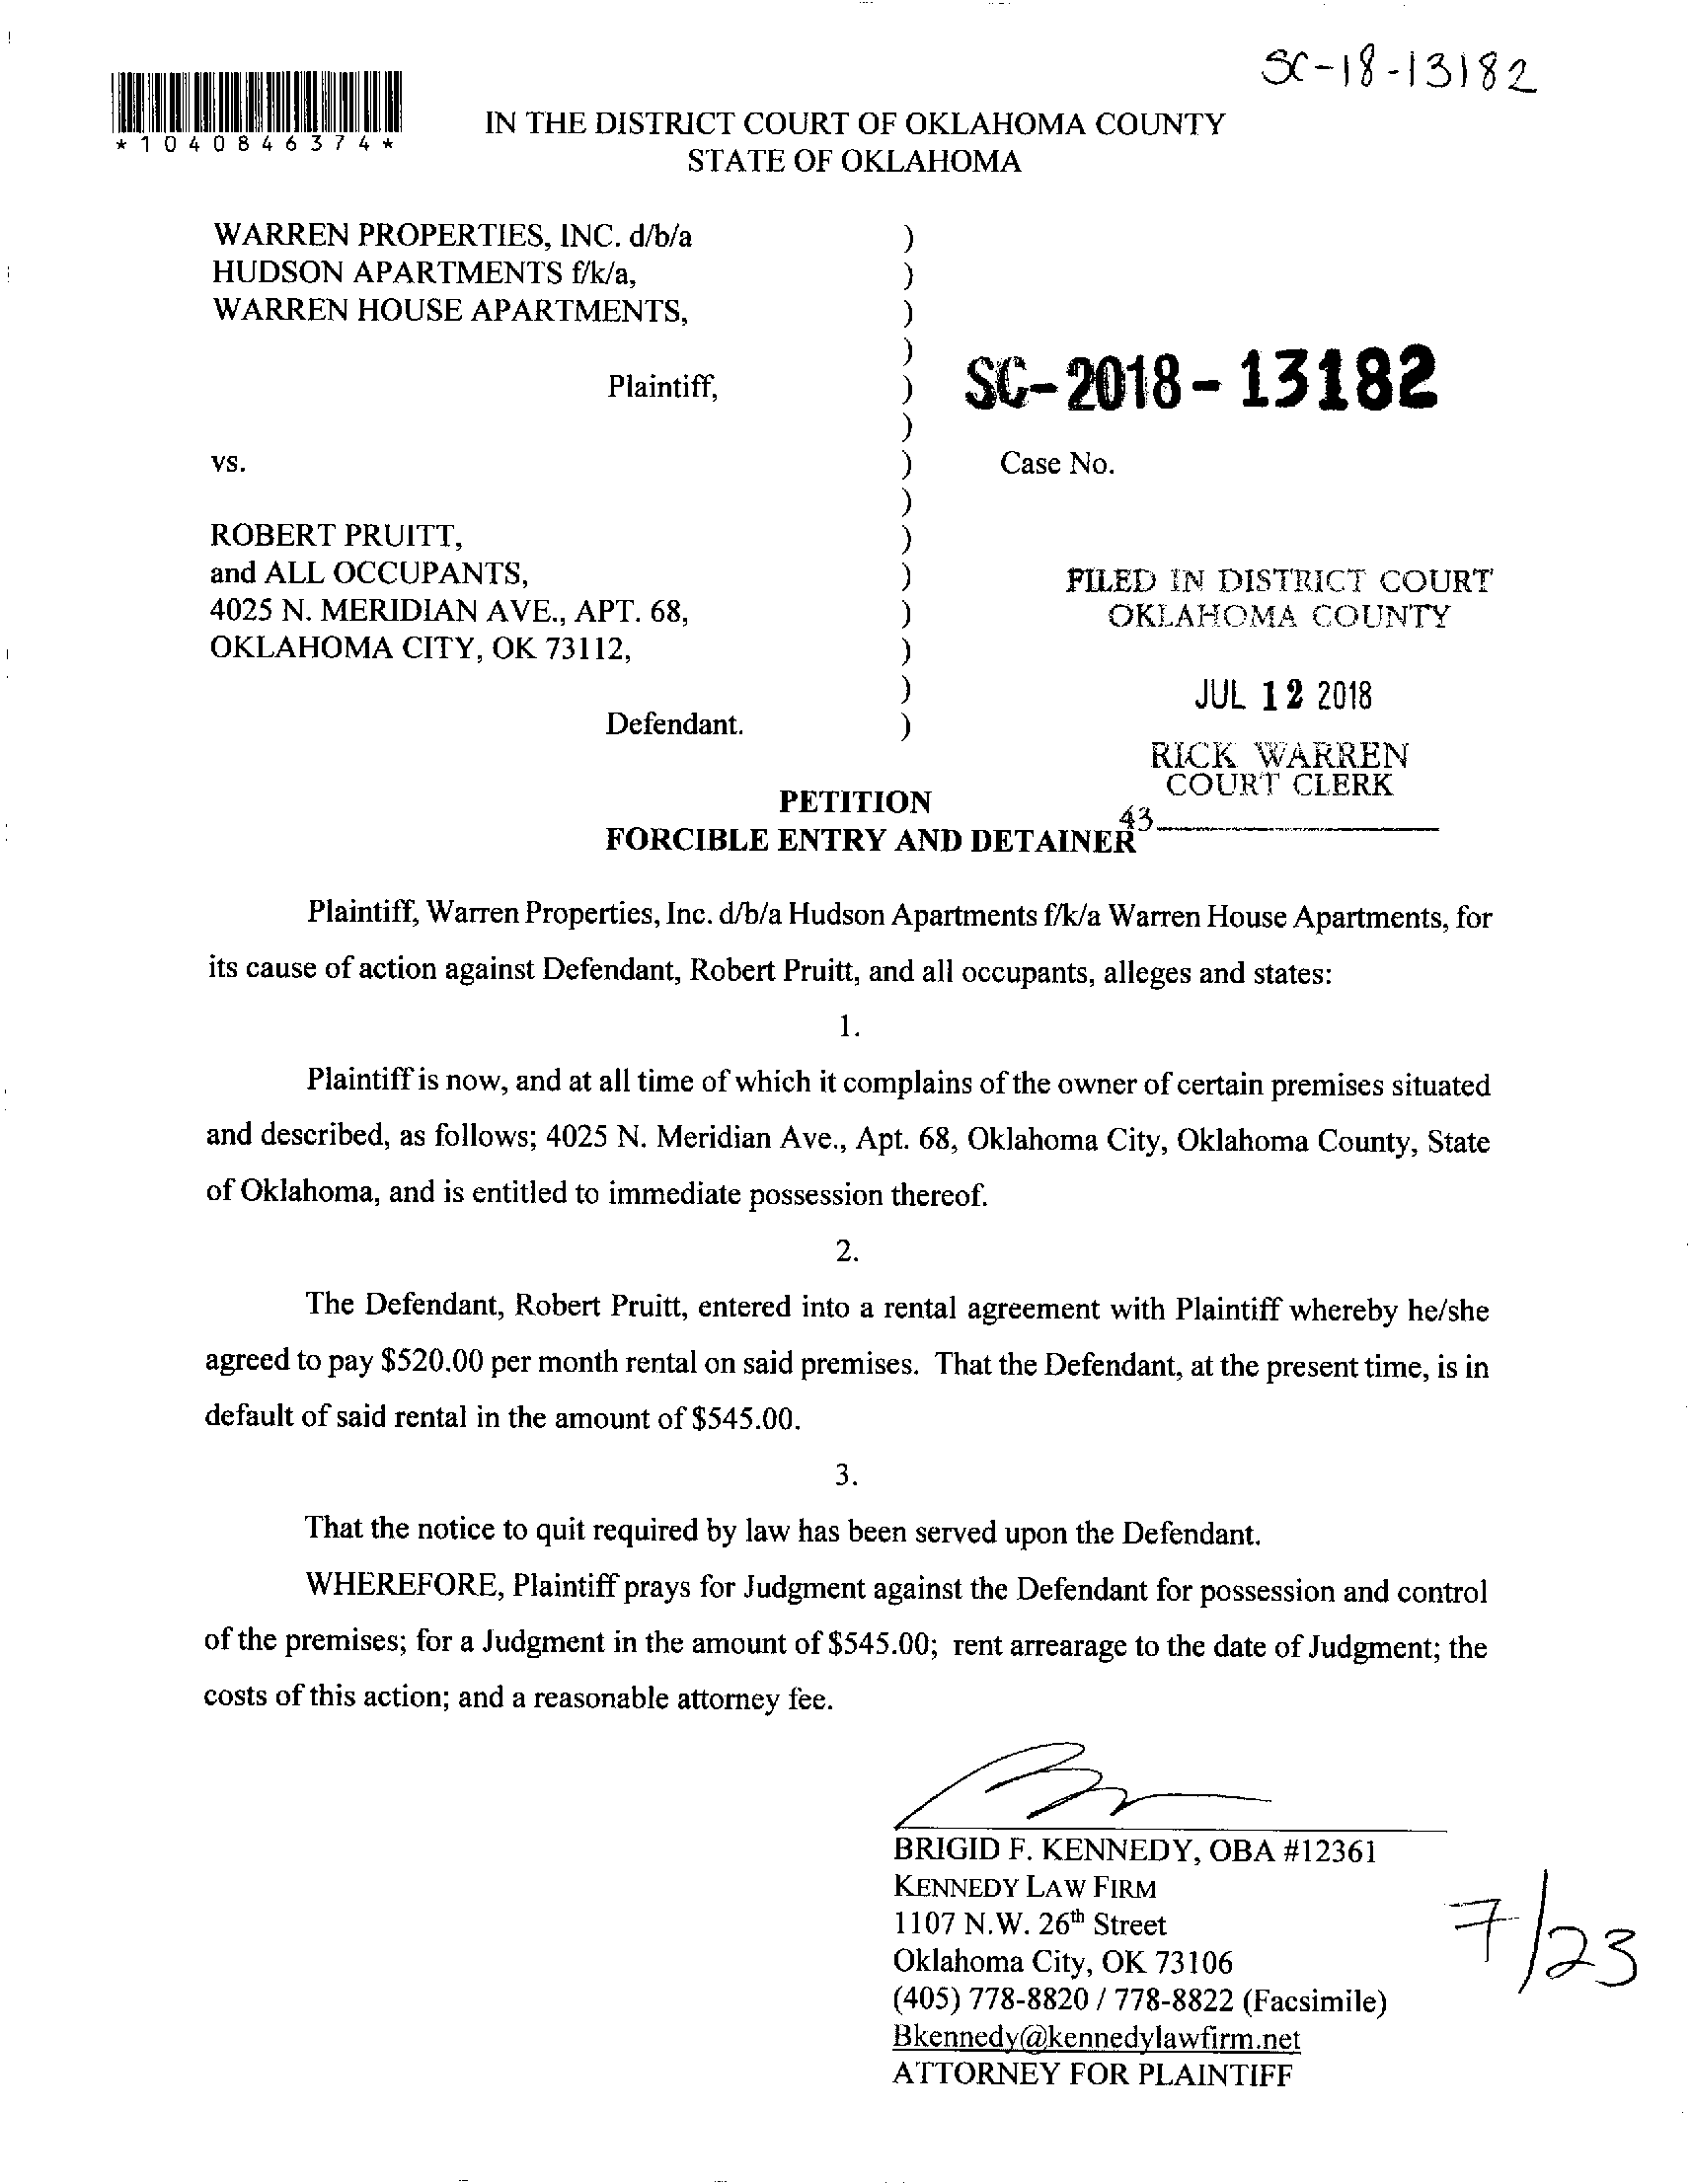 SC-18-13182
*1040846374*
IN THE DISTRICT COURT OF OKLAHOMA COUNTY
STATE OF OKLAHOMA
WARREN PROPERTIES, INC. d/b/a )
HUDSON APARTMENTS f/k/a, )
WARREN HOUSE APARTMENTS, )
)
Plaintiff, ) SC-2018-13182
)
vs. ) Case No.
)
ROBERT PRUITT, )
and ALL OCCUPANTS, ) FILED IN DISTRICT COURT
4025 N. MERIDIAN AVE., APT. 68, ) OKLAHOMA COUNTY
OKLAHOMA CITY, OK 73112, )
) JUL 12 2018
Defendant. )
RICK WARREN
COURT CLERK
PETITION
43
FORCIBLE ENTRY AND DETAINER
Plaintiff, Warren Properties, Inc. d/b/a Hudson Apartments f/k/a Warren House Apartments, for
its cause of action against Defendant, Robert Pruitt, and all occupants, alleges and states:
1.
Plaintiff is now, and at all time of which it complains of the owner of certain premises situated
and described, as follows; 4025 N. Meridian Ave., Apt. 68, Oklahoma City, Oklahoma County, State
of Oklahoma, and is entitled to immediate possession thereof.
2.
The Defendant, Robert Pruitt, entered into a rental agreement with Plaintiff whereby he/she
agreed to pay $520.00 per month rental on said premises. That the Defendant, at the present time, is in
default of said rental in the amount of $545.00.
3.
That the notice to quit required by law has been served upon the Defendant.
WHEREFORE, Plaintiff prays for Judgment against the Defendant for possession and control
of the premises; for a Judgment in the amount of $545.00; rent arrearage to the date of Judgment; the
costs of this action; and a reasonable attorney fee.
BRIGID F. KENNEDY, OBA #12361
KENNEDY LAW FIRM
1107 N.W. 26th Street
Oklahoma City, OK 73106
(405) 778-8820 / 778-8822 (Facsimile)
Bkennedy@kennedylawfirm.net
ATTORNEY FOR PLAINTIFF
7/23